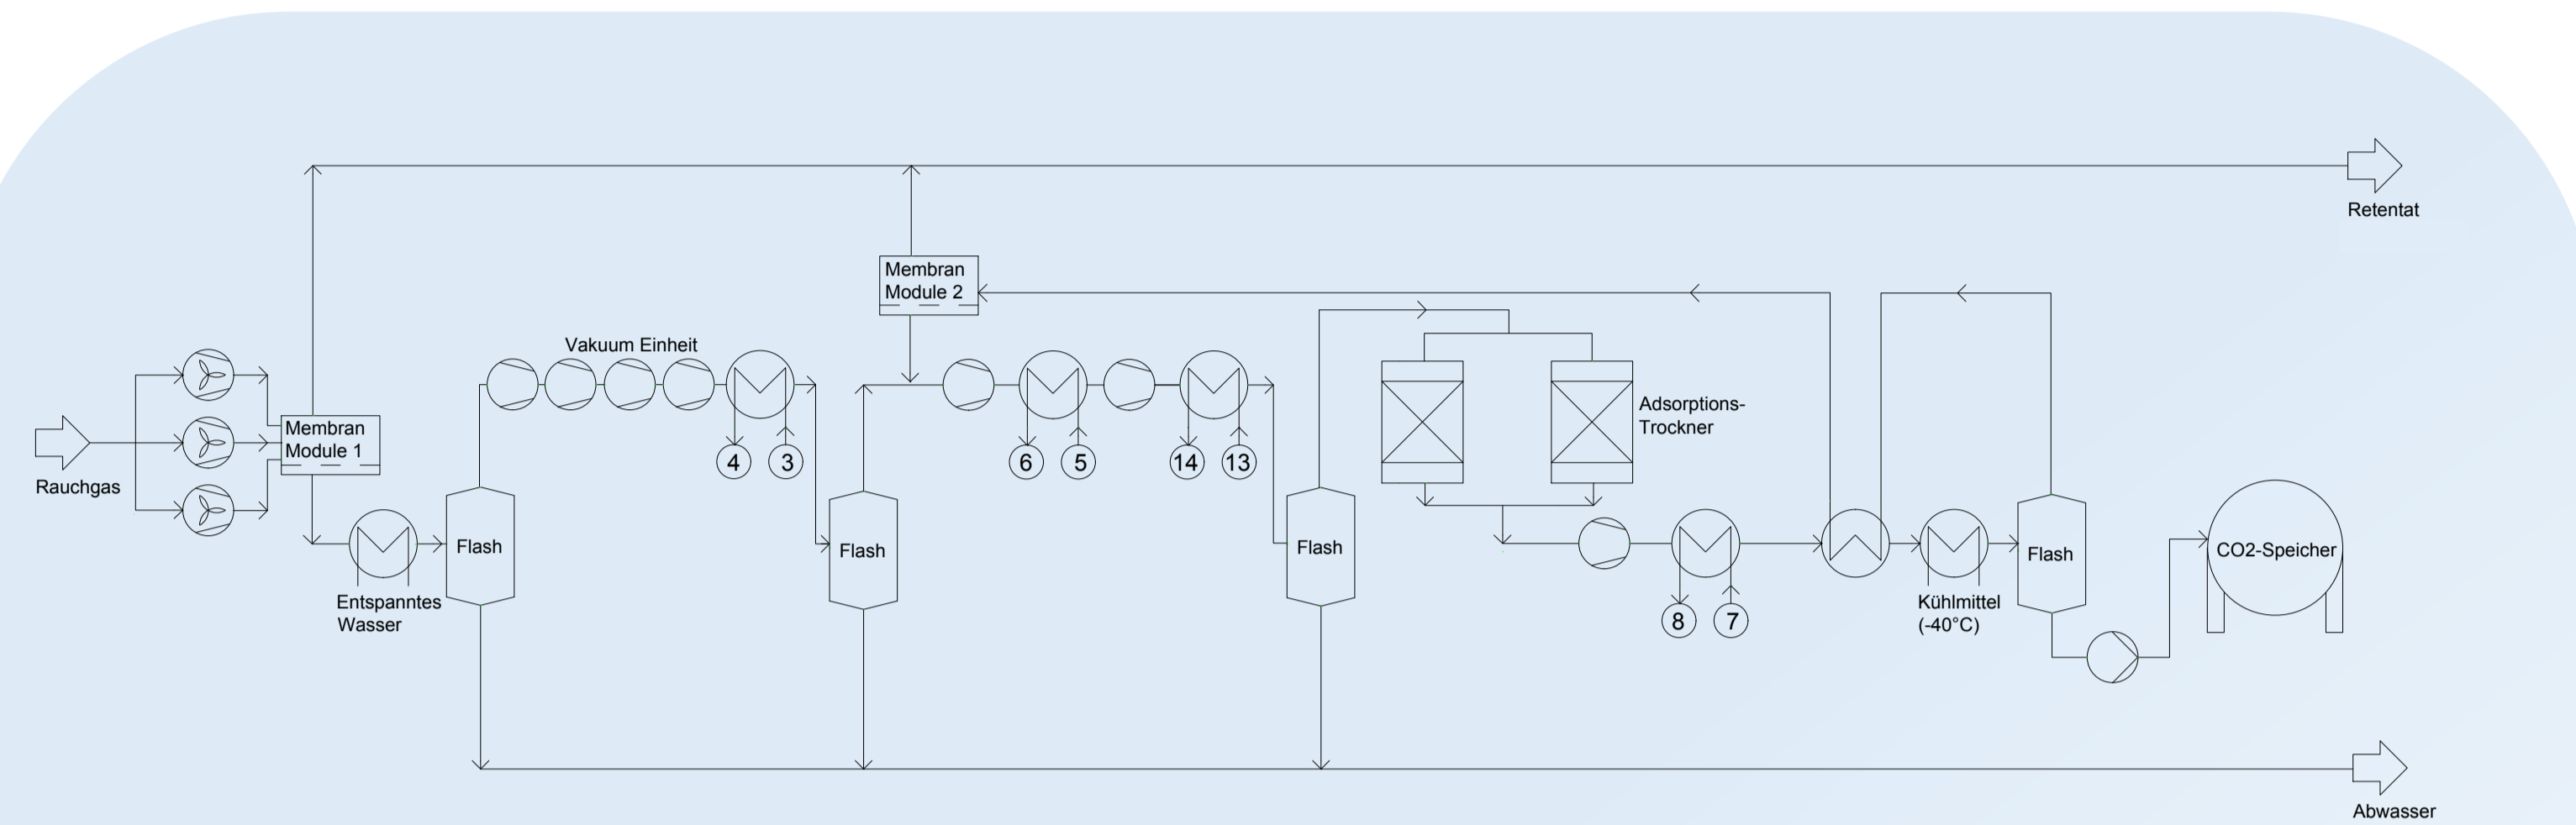 Retentat
Membran
Module 2
Vakuum Einheit
Adsorptions-
Trockner
Membran
Module 1
4
3
6
5
14
13
Rauchgas
Flash
Flash
Flash
Flash
CO2-Speicher
Entspanntes
Wasser
8
7
Kühlmittel
(-40°C)
Abwasser